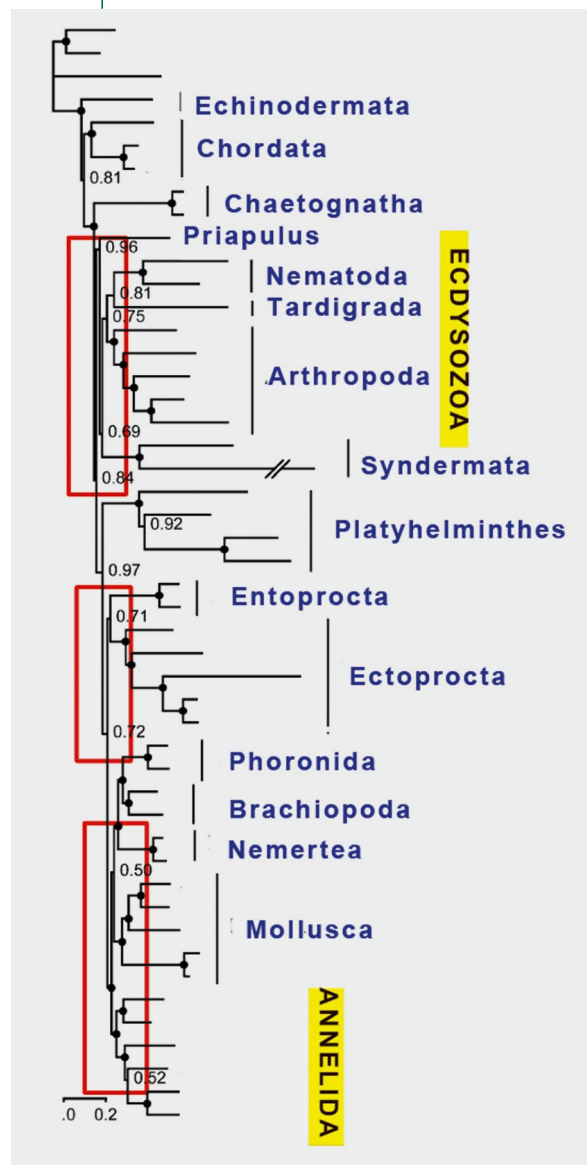 Echinodermata
Chordata
0.81
Chaetognatha
Priapulus
0.96
ECDYSOZOA
Nematoda
0.81
Tardigrada
0.75
Arthropoda
0.69
Syndermata
0.84
0.92
Platyhelminthes
0.97
Entoprocta
0.71
Ectoprocta
0.72
Phoronida
Brachiopoda
Nemertea
0.50
Mollusca
ANNELIDA
0.52
.0 0.2